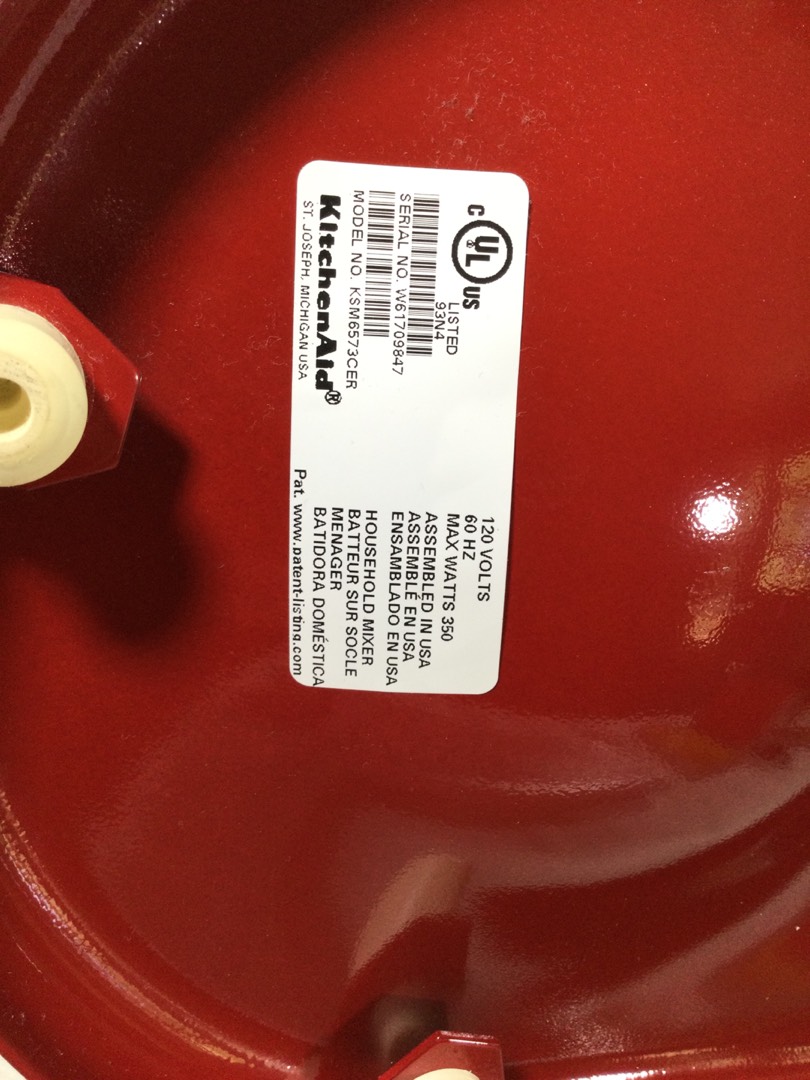 C UL US
LISTED
93N4
SERIAL NO. W61709847
MODEL NO. KSM6573CER
KitchenAid®
ST. JOSEPH, MICHIGAN USA
120 VOLTS
60 HZ
MAX WATTS 350
ASSEMBLED IN USA
ASSEMBLÉ EN USA
ENSAMBLADO EN USA
HOUSEHOLD MIXER
BATTEUR SUR SOCLE
MENAGER
BATIDORA DOMÉSTICA
Pat. www.patent-listing.com